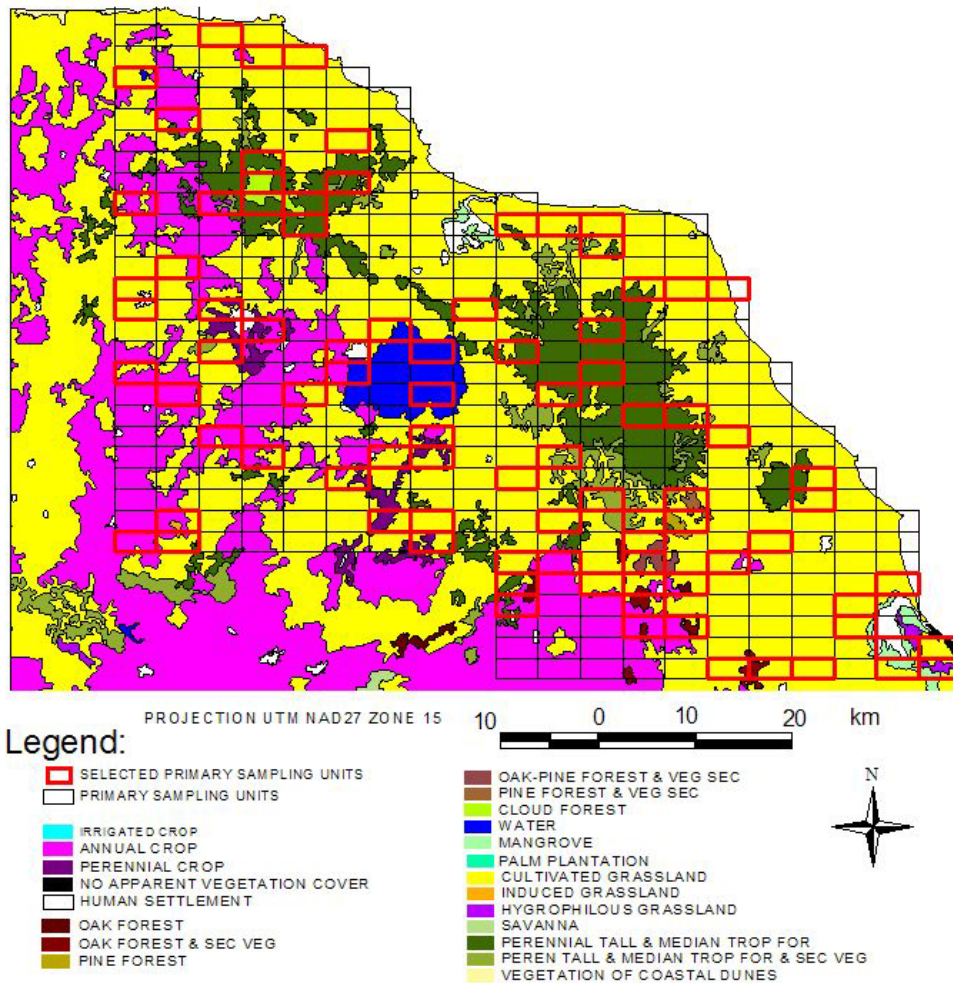 PROJECTION UTM NAD27 ZONE 15
10 0 10 20 km
Legend:
SELECTED PRIMARY SAMPLING UNITS
PRIMARY SAMPLING UNITS
IRRIGATED CROP
ANNUAL CROP
PERENNIAL CROP
NO APPARENT VEGETATION COVER
HUMAN SETTLEMENT
OAK FOREST
OAK FOREST & SEC VEG
PINE FOREST
OAK-PINE FOREST & VEG SEC
PINE FOREST & VEG SEC
CLOUD FOREST
WATER
MANGROVE
PALM PLANTATION
CULTIVATED GRASSLAND
INDUCED GRASSLAND
HYGROPHILOUS GRASSLAND
SAVANNA
PERENNIAL TALL & MEDIAN TROP FOR
PEREN TALL & MEDIAN TROP FOR & SEC VEG
VEGETATION OF COASTAL DUNES
N